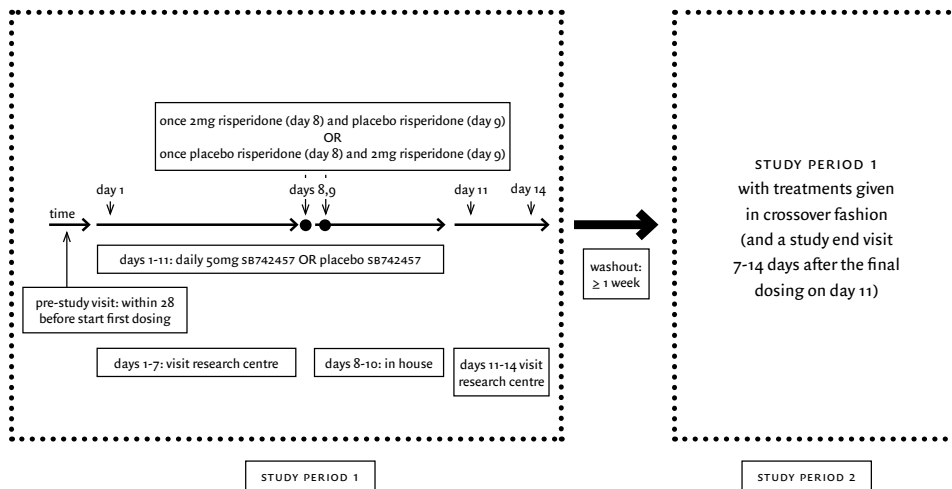 once 2mg risperidone (day 8) and placebo risperidone (day 9)
OR
once placebo risperidone (day 8) and 2mg risperidone (day 9)
day 1
days 8,9
day 11
day 14
time
days 1-11: daily 50mg SB742457 OR placebo SB742457
pre-study visit: within 28
before start first dosing
days 1-7: visit research centre
days 8-10: in house
days 11-14 visit
research centre
washout:
≥ 1 week
STUDY PERIOD 1
with treatments given
in crossover fashion
(and a study end visit
7-14 days after the final
dosing on day 11)
STUDY PERIOD 1
STUDY PERIOD 2